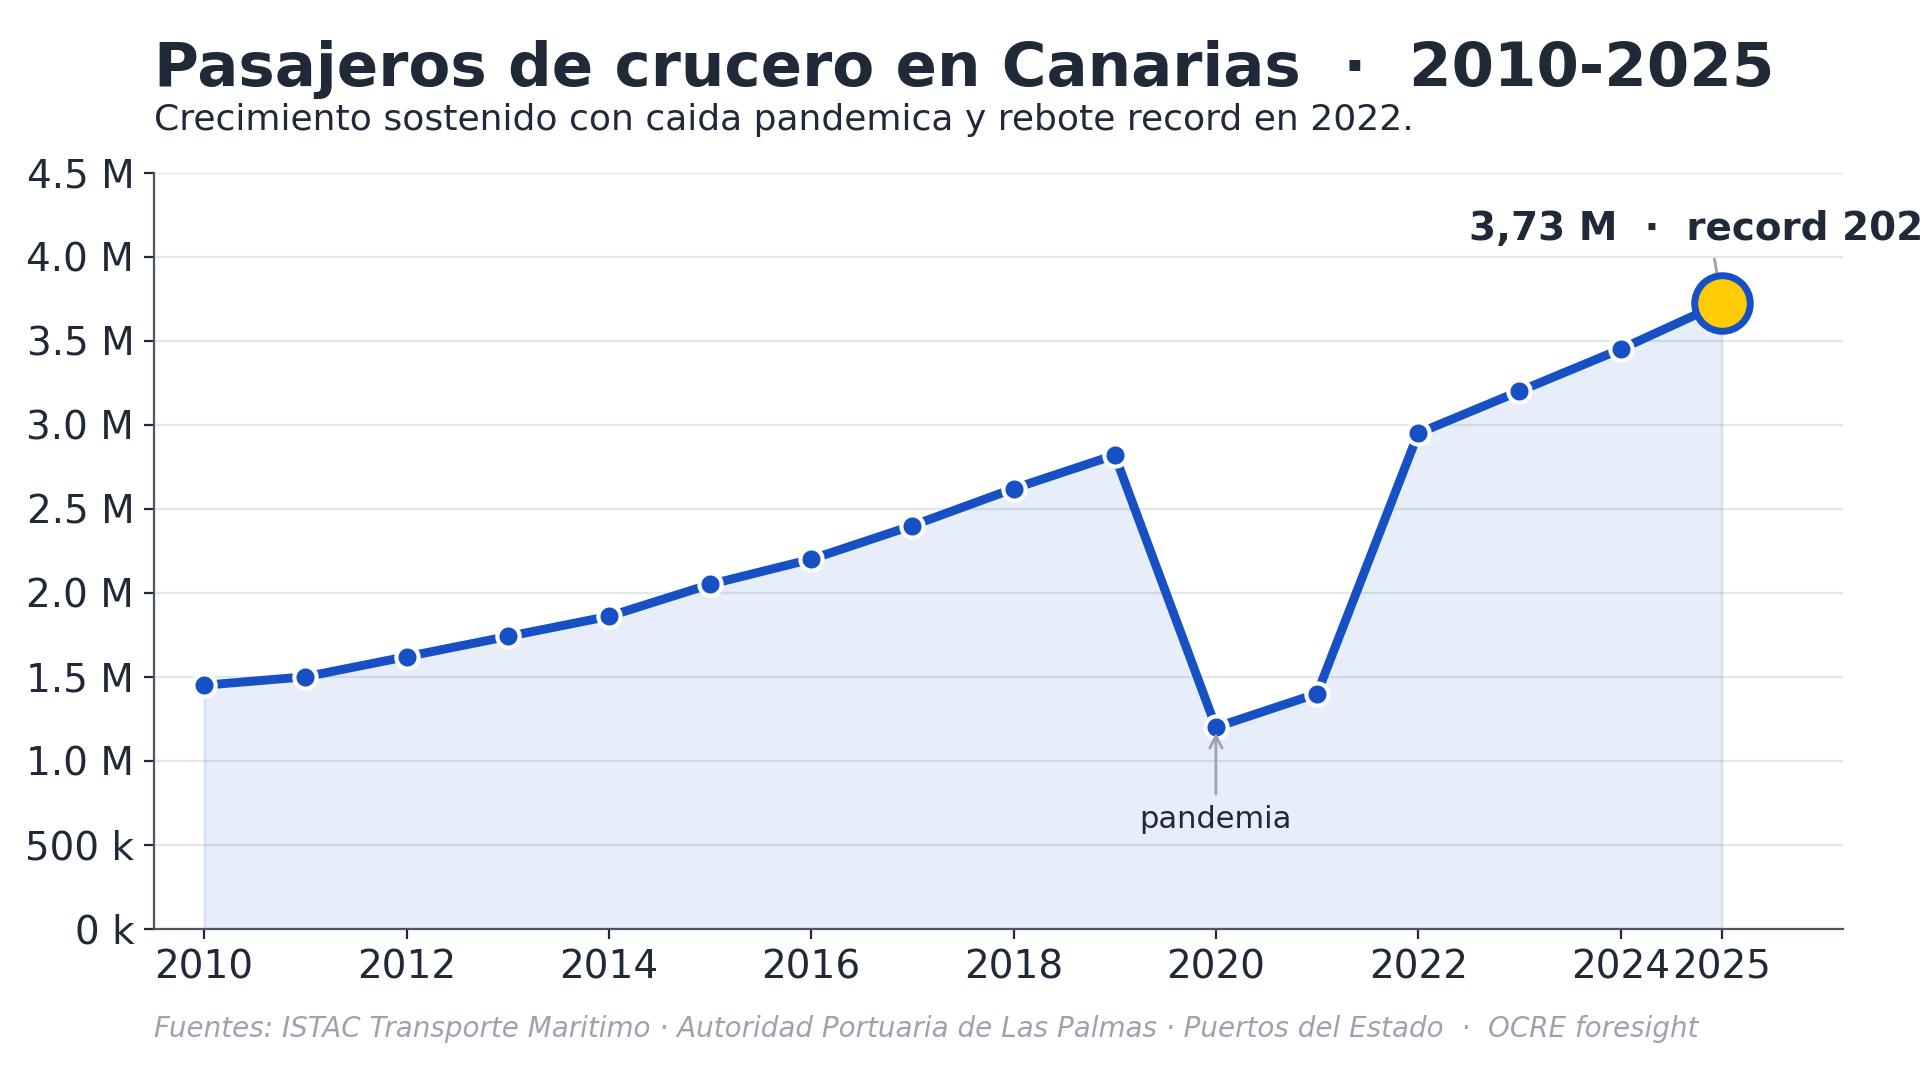 Pasajeros de crucero en Canarias · 2010-2025
Crecimiento sostenido con caida pandemica y rebote record en 2022.
4.5 M
3,73 M · record 202
4.0 M
3.5 M
3.0 M
2.5 M
2.0 M
1.5 M
1.0 M
pandemia
500 k
0 k
2010 2012 2014 2016 2018 2020 2022 2024 2025
Fuentes: ISTAC Transporte Maritimo · Autoridad Portuaria de Las Palmas · Puertos del Estado · OCRE foresight